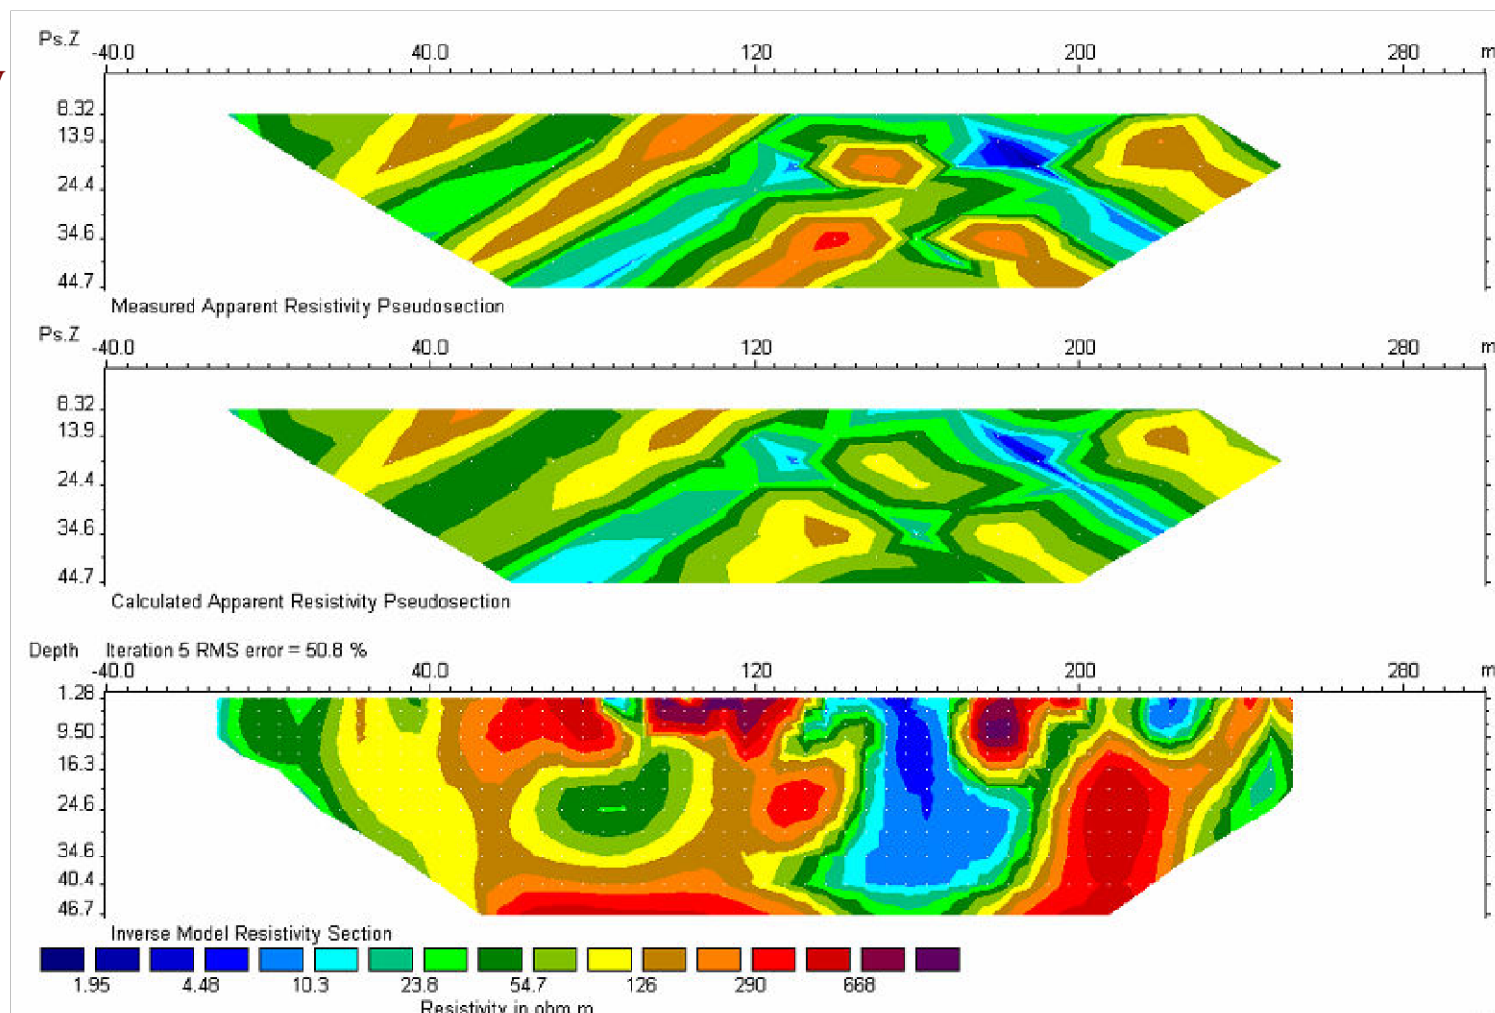 Ps.Z -40.0 40.0 120 200 280 m
8.32
13.9
24.4
34.6
44.7
Measured Apparent Resistivity Pseudosection
Ps.Z -40.0 40.0 120 200 280 m
8.32
13.9
24.4
34.6
44.7
Calculated Apparent Resistivity Pseudosection
Depth Iteration 5 RMS error = 50.8 %
-40.0 40.0 120 200 280 m
1.28
9.50
16.3
24.6
34.6
40.4
46.7
Inverse Model Resistivity Section
1.95 4.48 10.3 23.8 54.7 126 290 668
Resistivity in ohm.m